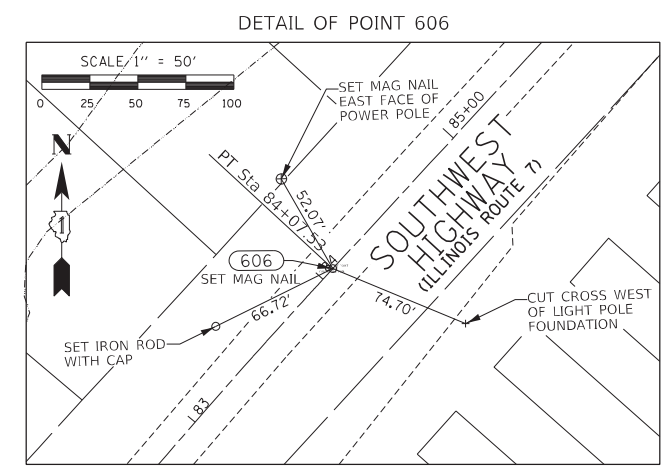 DETAIL OF POINT 606
SCALE 1" = 50'
0 25 50 75 100
N
1
SET MAG NAIL
EAST FACE OF
POWER POLE
85+00
SOUTHWEST
HIGHWAY
(ILLINOIS ROUTE 7)
PT Sta 84+07.53
52.07'
606
SET MAG NAIL
66.72'
74.70'
SET IRON ROD
WITH CAP
CUT CROSS WEST
OF LIGHT POLE
FOUNDATION
83